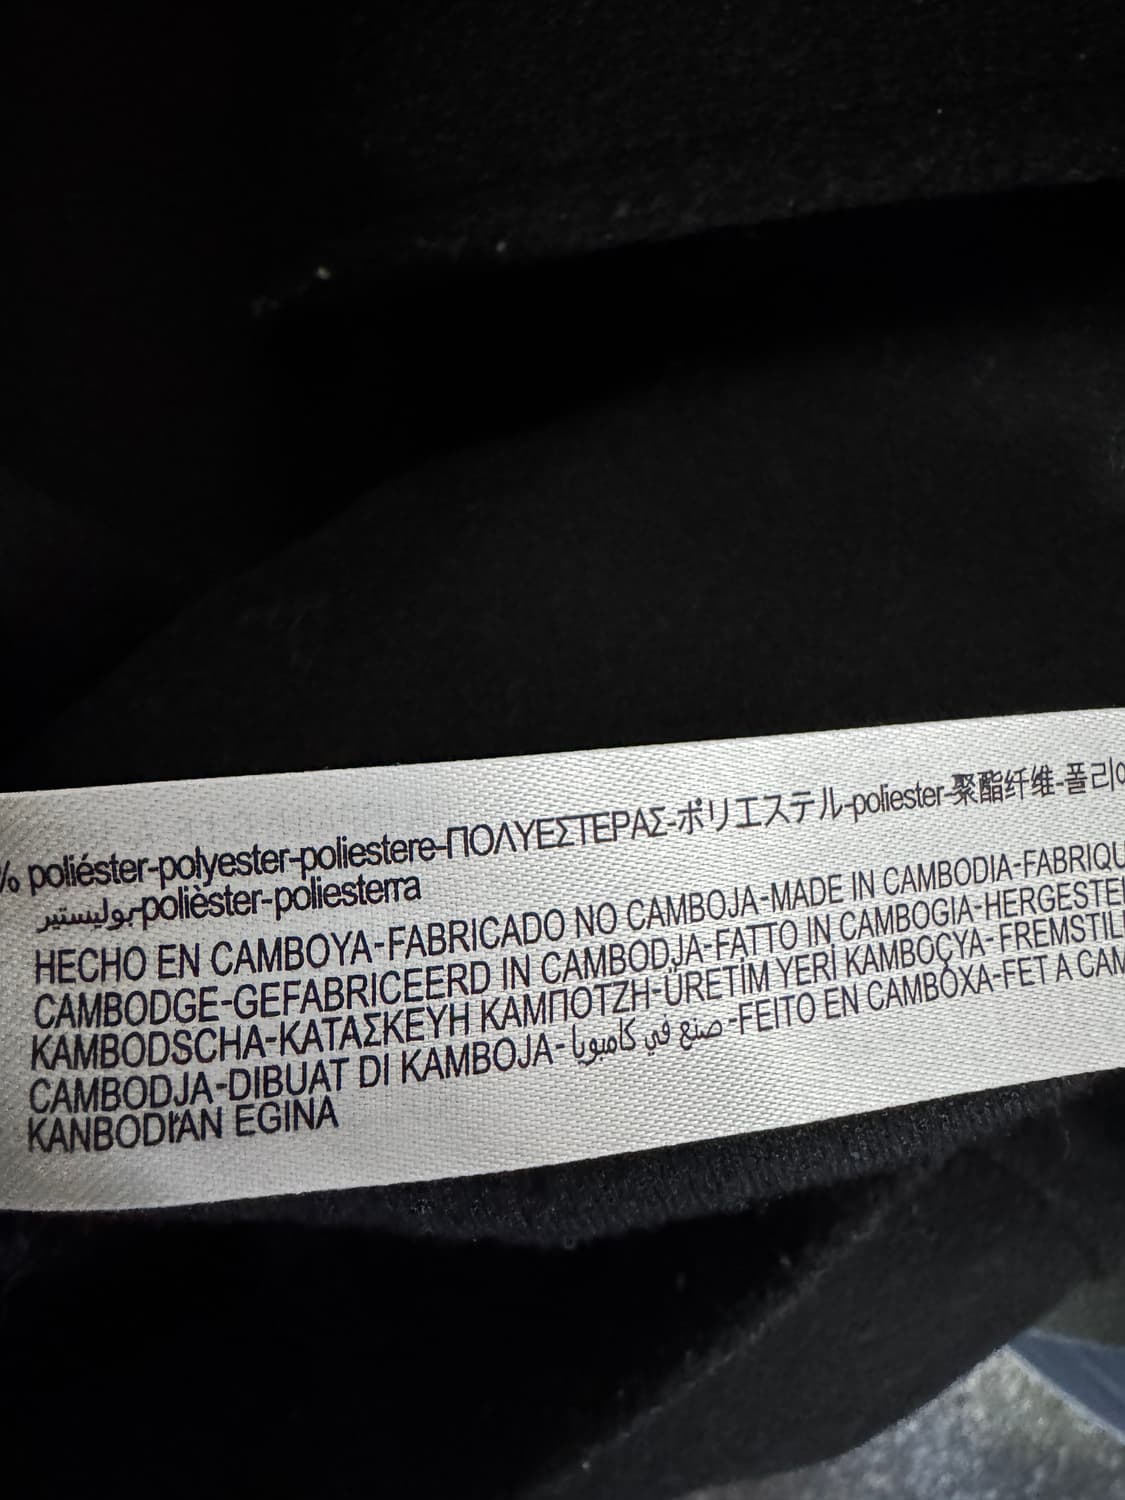 % poliéster-polyester-poliestere-ΠΟΛΥΕΣΤΕΡΑΣ-ポリエステル-poliester-聚酯纤维-폴리
بوليستير-polièster-poliesterra
HECHO EN CAMBOYA-FABRICADO NO CAMBOJA-MADE IN CAMBODIA-FABRIQU
CAMBODGE-GEFABRICEERD IN CAMBODJA-FATTO IN CAMBOGIA-HERGESTEL
KAMBODSCHA-ΚΑΤΑΣΚΕΥΗ ΚΑΜΠΟΤΖΗ-ÜRETİM YERİ KAMBOÇYA-FREMSTIL
CAMBODJA-DIBUAT DI KAMBOJA-صنع في كامبوديا-FEITO EN CAMBOXA-FET A CAM
KANBODIAN EGINA